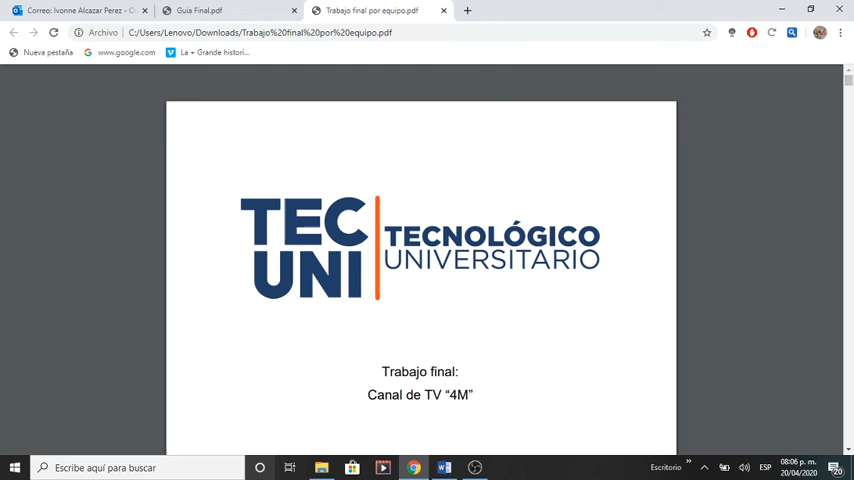 Correo: Ivonne Alcazar Perez - O
Guia Final.pdf
Trabajo final por equipo.pdf
Archivo
C:/Users/Lenovo/Downloads/Trabajo%20final%20por%20equipo.pdf
Nueva pestaña
www.google.com
La + Grande histori...
TEC UNI
TECNOLÓGICO
UNIVERSITARIO
Trabajo final:
Canal de TV “4M”
Escribe aquí para buscar
Escritorio
ESP
08:06 p. m.
20/04/2020
20